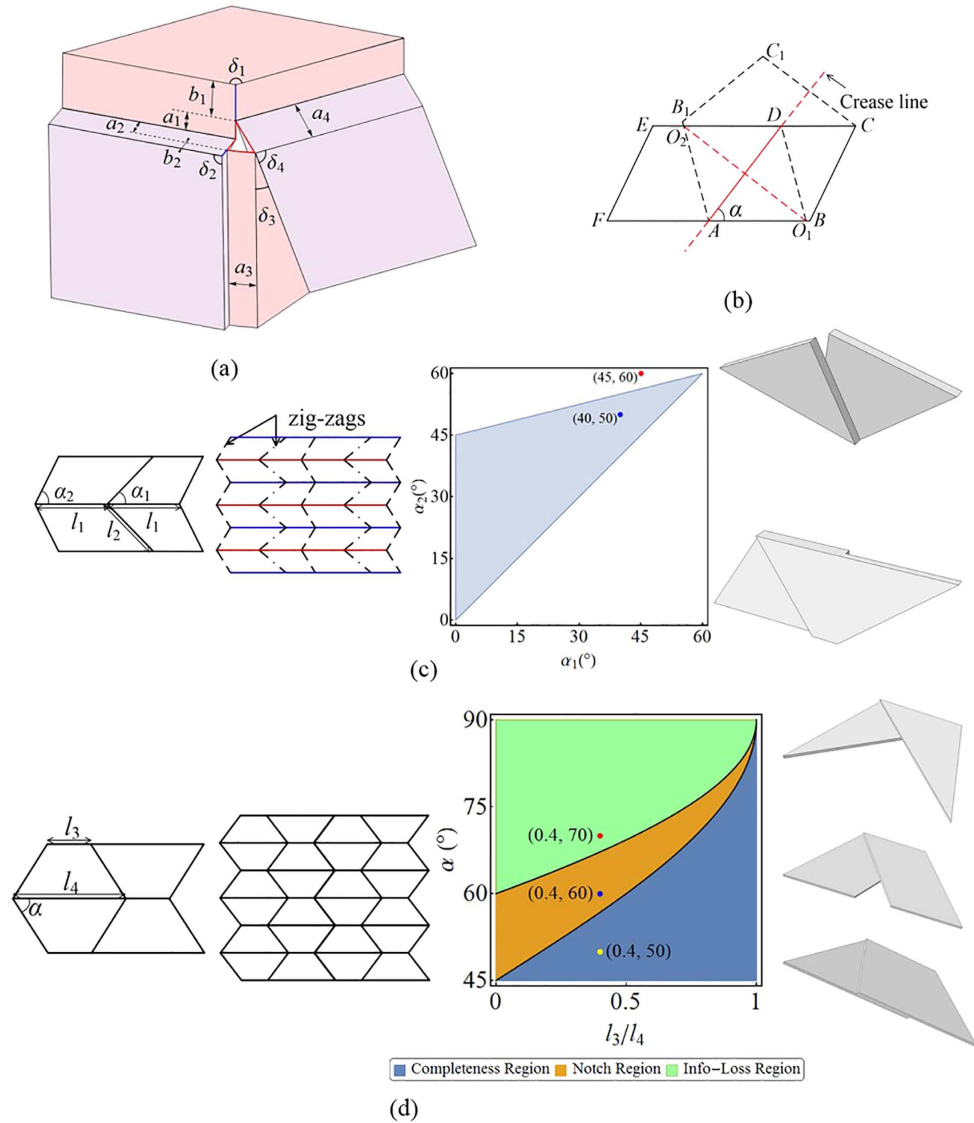 δ1
b1
a1
a2
b2
a4
δ2
δ4
δ3
a3
(a)
C1
Crease line
B1
E
D
C
O2
α
F
A
O1
B
(b)
zig-zags
α2
α1
l1
l2
l1
60
45
30
15
0
α2(°)
(45, 60)
(40, 50)
0
15
30
45
60
α1(°)
(c)
l3
l4
α
90
75
60
45
α (°)
(0.4, 70)
(0.4, 60)
(0.4, 50)
0
0.5
1
l3/l4
Completeness Region
Notch Region
Info−Loss Region
(d)